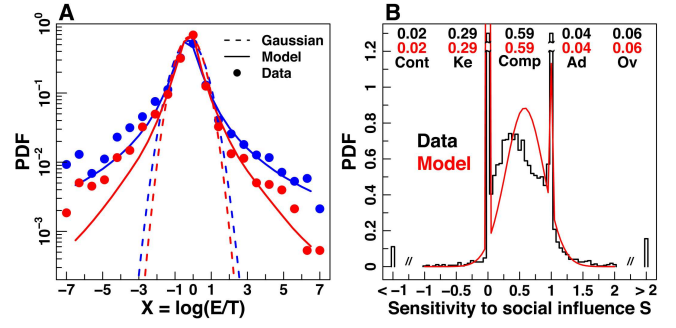 A
10⁰
10⁻¹
10⁻²
10⁻³
PDF
Gaussian
Model
Data
−7 −5 −3 −1 0 1 3 5 7
X = log(E/T)
B
0.02 0.29 0.59 0.04 0.06
0.02 0.29 0.59 0.04 0.06
Cont Ke Comp Ad Ov
1.2
1
0.8
0.6
0.4
0.2
0
PDF
Data
Model
< −1 −1 −0.5 0 0.5 1 1.5 2 > 2
Sensitivity to social influence S